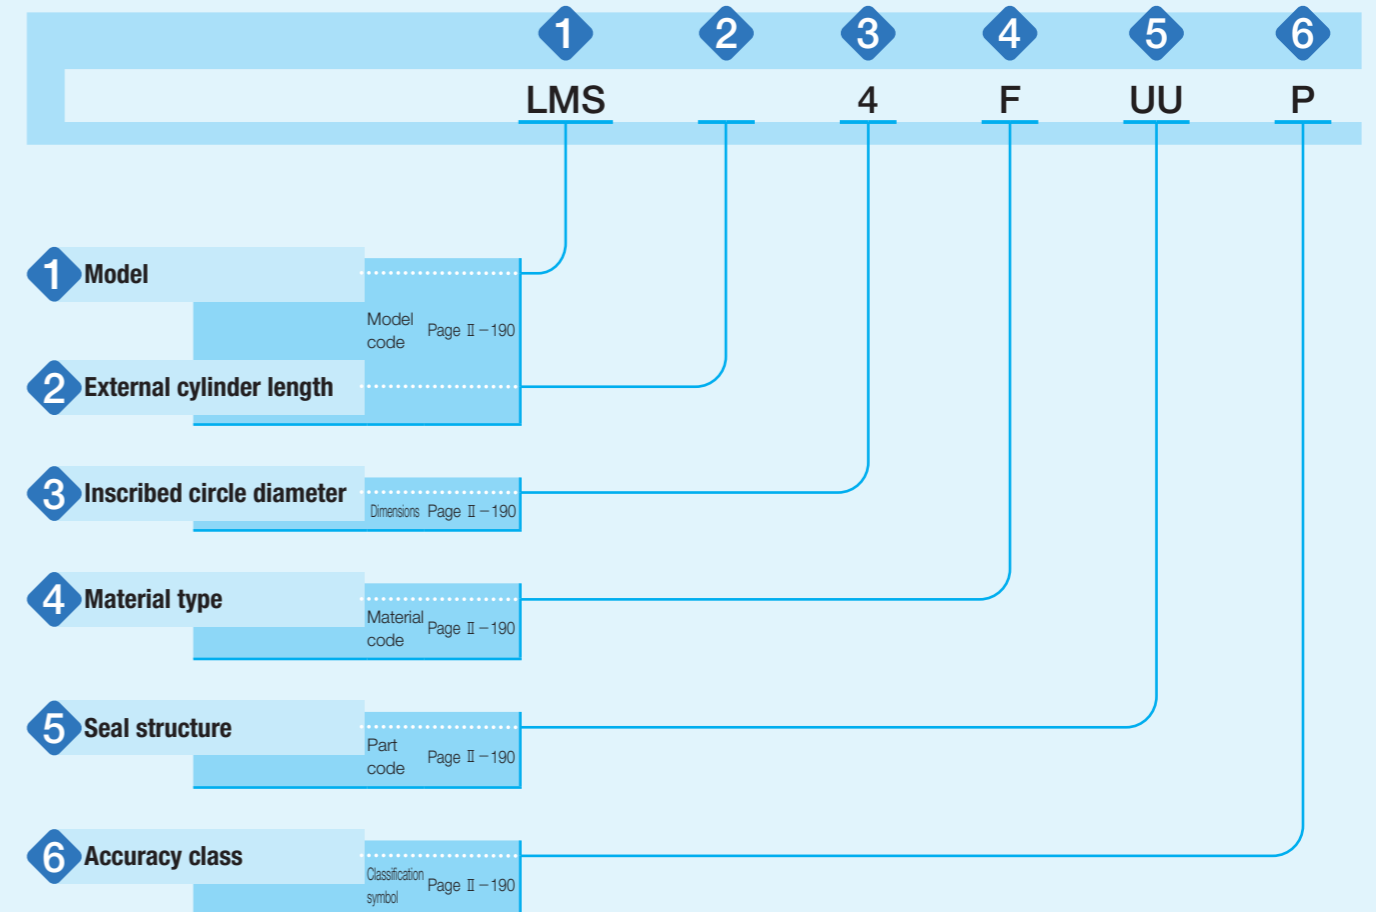 1 2 3 4 5 6
LMS 4 F UU P
1 Model
Model code Page Ⅱ－190
2 External cylinder length
3 Inscribed circle diameter
Dimensions Page Ⅱ－190
4 Material type
Material code Page Ⅱ－190
5 Seal structure
Part code Page Ⅱ－190
6 Accuracy class
Classification symbol Page Ⅱ－190